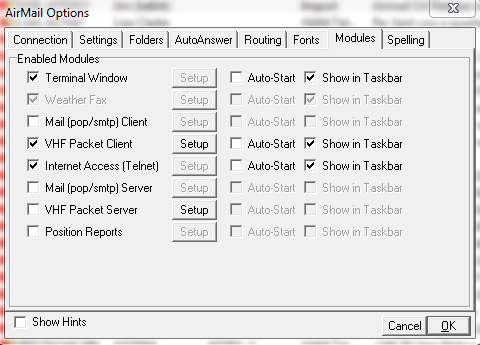 AirMail Options
Connection Settings Folders AutoAnswer Routing Fonts Modules Spelling
Enabled Modules
Terminal Window Setup Auto-Start Show in Taskbar
Weather Fax Setup Auto-Start Show in Taskbar
Mail (pop/smtp) Client Setup Auto-Start Show in Taskbar
VHF Packet Client Setup Auto-Start Show in Taskbar
Internet Access (Telnet) Setup Auto-Start Show in Taskbar
Mail (pop/smtp) Server Setup Auto-Start Show in Taskbar
VHF Packet Server Setup Auto-Start Show in Taskbar
Position Reports Setup Auto-Start Show in Taskbar
Show Hints Cancel OK